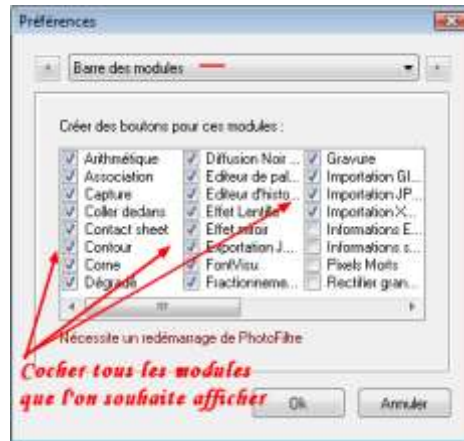 Préférences
Barre des modules
Créer des boutons pour ces modules :
Arithmétique Diffusion Noir ... Gravure
Association Editeur de pal... Importation GI...
Capture Editeur d'histo... Importation JP...
Coller dedans Effet Lentille Importation X...
Contact sheet Effet miroir Informations E...
Contour Exportation J... Informations s...
Corne FontVisu Pixels Morts
Dégradé Fractionneme... Rectifier gran...
Nécessite un redémarrage de PhotoFiltre
Cocher tous les modules
que l'on souhaite afficher
Ok Annuler